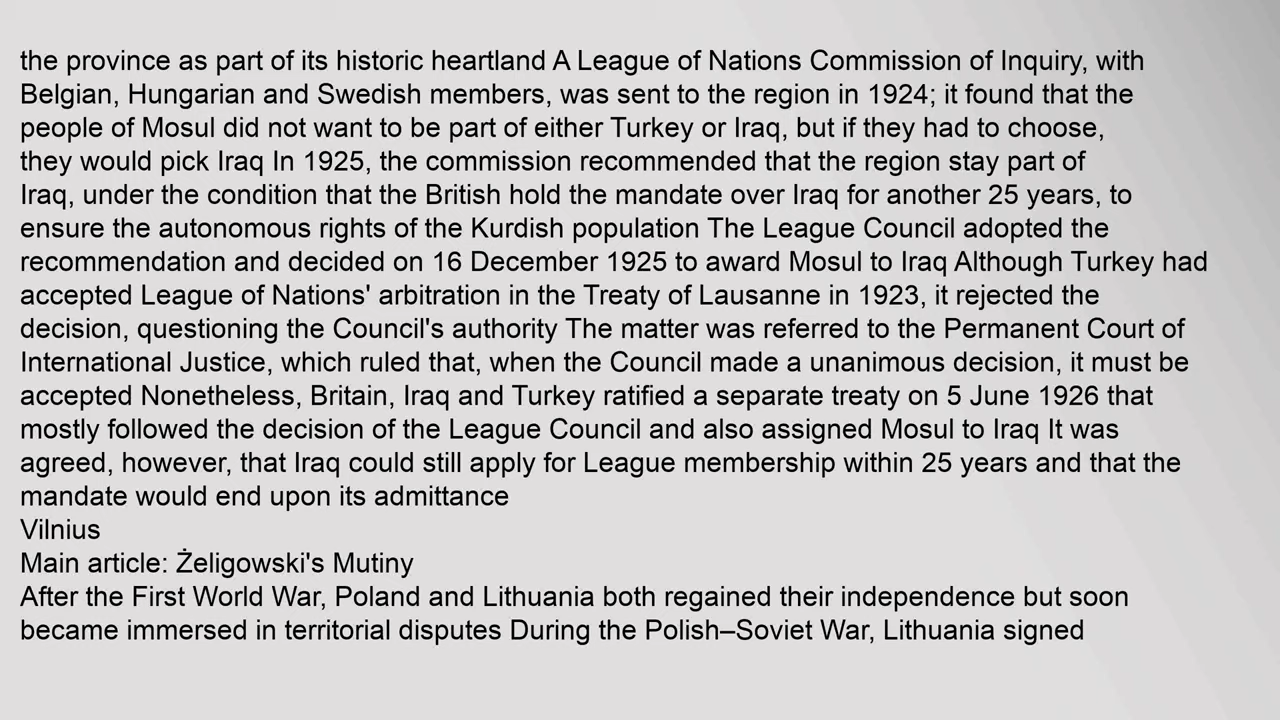 the province as part of its historic heartland A League of Nations Commission of Inquiry, with
Belgian, Hungarian and Swedish members, was sent to the region in 1924; it found that the
people of Mosul did not want to be part of either Turkey or Iraq, but if they had to choose,
they would pick Iraq In 1925, the commission recommended that the region stay part of
Iraq, under the condition that the British hold the mandate over Iraq for another 25 years, to
ensure the autonomous rights of the Kurdish population The League Council adopted the
recommendation and decided on 16 December 1925 to award Mosul to Iraq Although Turkey had
accepted League of Nations' arbitration in the Treaty of Lausanne in 1923, it rejected the
decision, questioning the Council's authority The matter was referred to the Permanent Court of
International Justice, which ruled that, when the Council made a unanimous decision, it must be
accepted Nonetheless, Britain, Iraq and Turkey ratified a separate treaty on 5 June 1926 that
mostly followed the decision of the League Council and also assigned Mosul to Iraq It was
agreed, however, that Iraq could still apply for League membership within 25 years and that the
mandate would end upon its admittance
Vilnius
Main article: Żeligowski's Mutiny
After the First World War, Poland and Lithuania both regained their independence but soon
became immersed in territorial disputes During the Polish–Soviet War, Lithuania signed